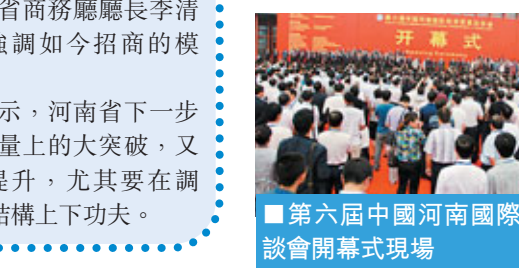 省商務廳廳長李清
強調如今招商的模
示，河南省下一步
量上的大突破，又
提升，尤其要在調
結構上下功夫。
開幕式
■第六屆中國河南國際
談會開幕式現場